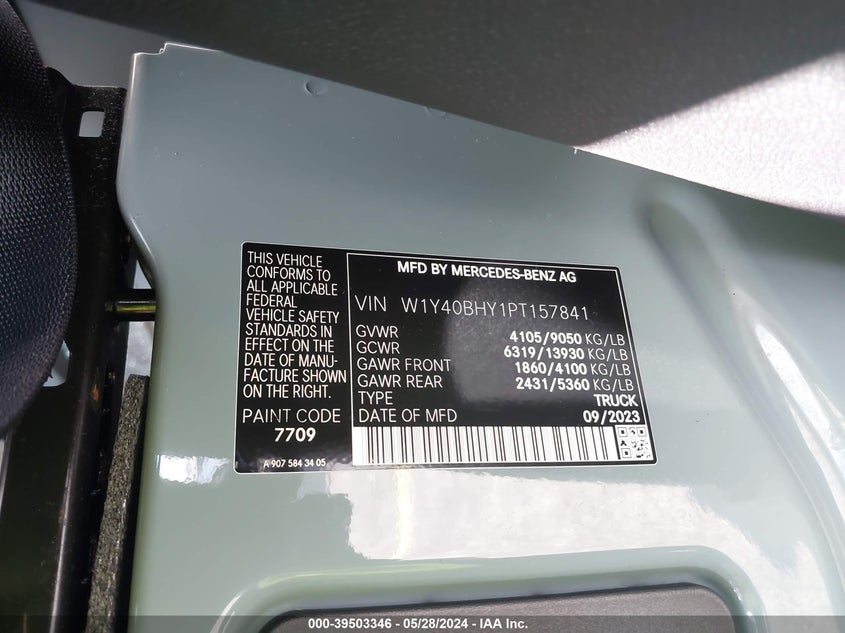 THIS VEHICLE
CONFORMS TO
ALL APPLICABLE
FEDERAL
VEHICLE SAFETY
STANDARDS IN
EFFECT ON THE
DATE OF MANU-
FACTURE SHOWN
ON THE RIGHT.
PAINT CODE
7709
A 907 584 34 05
MFD BY MERCEDES-BENZ AG
VIN W1Y40BHY1PT157841
GVWR 4105/9050 KG/LB
GCWR 6319/13930 KG/LB
GAWR FRONT 1860/4100 KG/LB
GAWR REAR 2431/5360 KG/LB
TYPE TRUCK
DATE OF MFD 09/2023
000-39503346 / 05/28/2024 - IAA Inc.